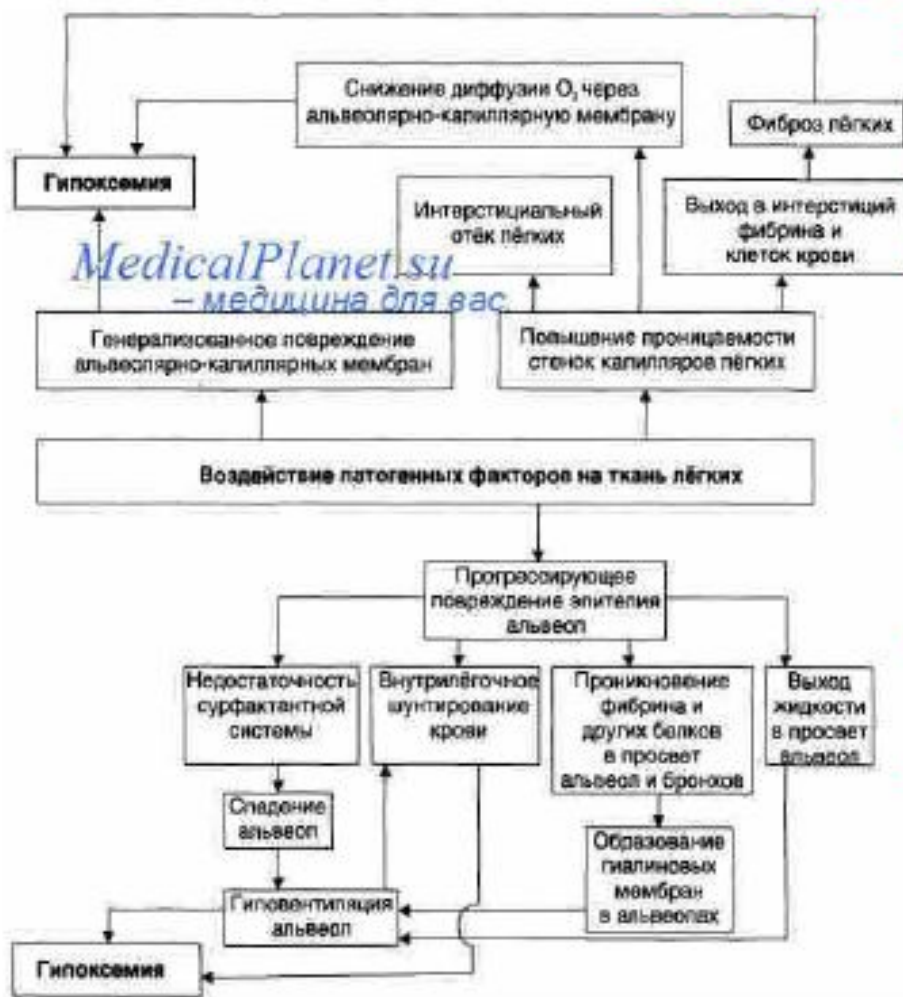 Снижение диффузии O₂ через
альвеолярно-капиллярную мембрану
Фиброз лёгких
Гипоксемия
Интерстициальный
отёк лёгких
Выход в интерстиций
фибрина и
клеток крови
MedicalPlanet.su
– медицина для вас
Генерализованное повреждение
альвеолярно-капиллярных мембран
Повышение проницаемости
стенок капилляров лёгких
Воздействие патогенных факторов на ткань лёгких
Прогрессирующее
повреждение эпителия
альвеол
Недостаточность
сурфактантной
системы
Внутрилёгочное
шунтирование
крови
Проникновение
фибрина и
других белков
в просвет
альвеол и бронхов
Выход
жидкости
в просвет
альвеол
Спадение
альвеол
Образование
гиалиновых
мембран
в альвеолах
Гиповентиляция
альвеол
Гипоксемия